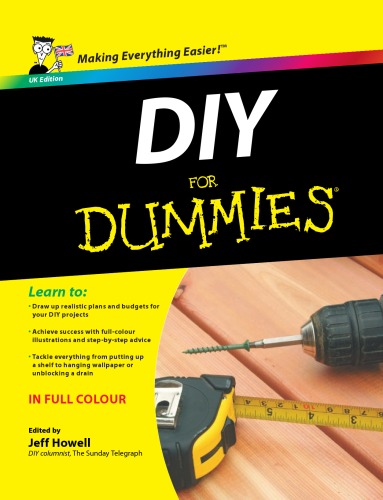 Making Everything Easier!™
UK Edition
DIY
FOR
DUMMIES®
Learn to:
• Draw up realistic plans and budgets for
your DIY projects
• Achieve success with full-colour
illustrations and step-by-step advice
• Tackle everything from putting up
a shelf to hanging wallpaper or
unblocking a drain
IN FULL COLOUR
Edited by
Jeff Howell
DIY columnist, The Sunday Telegraph